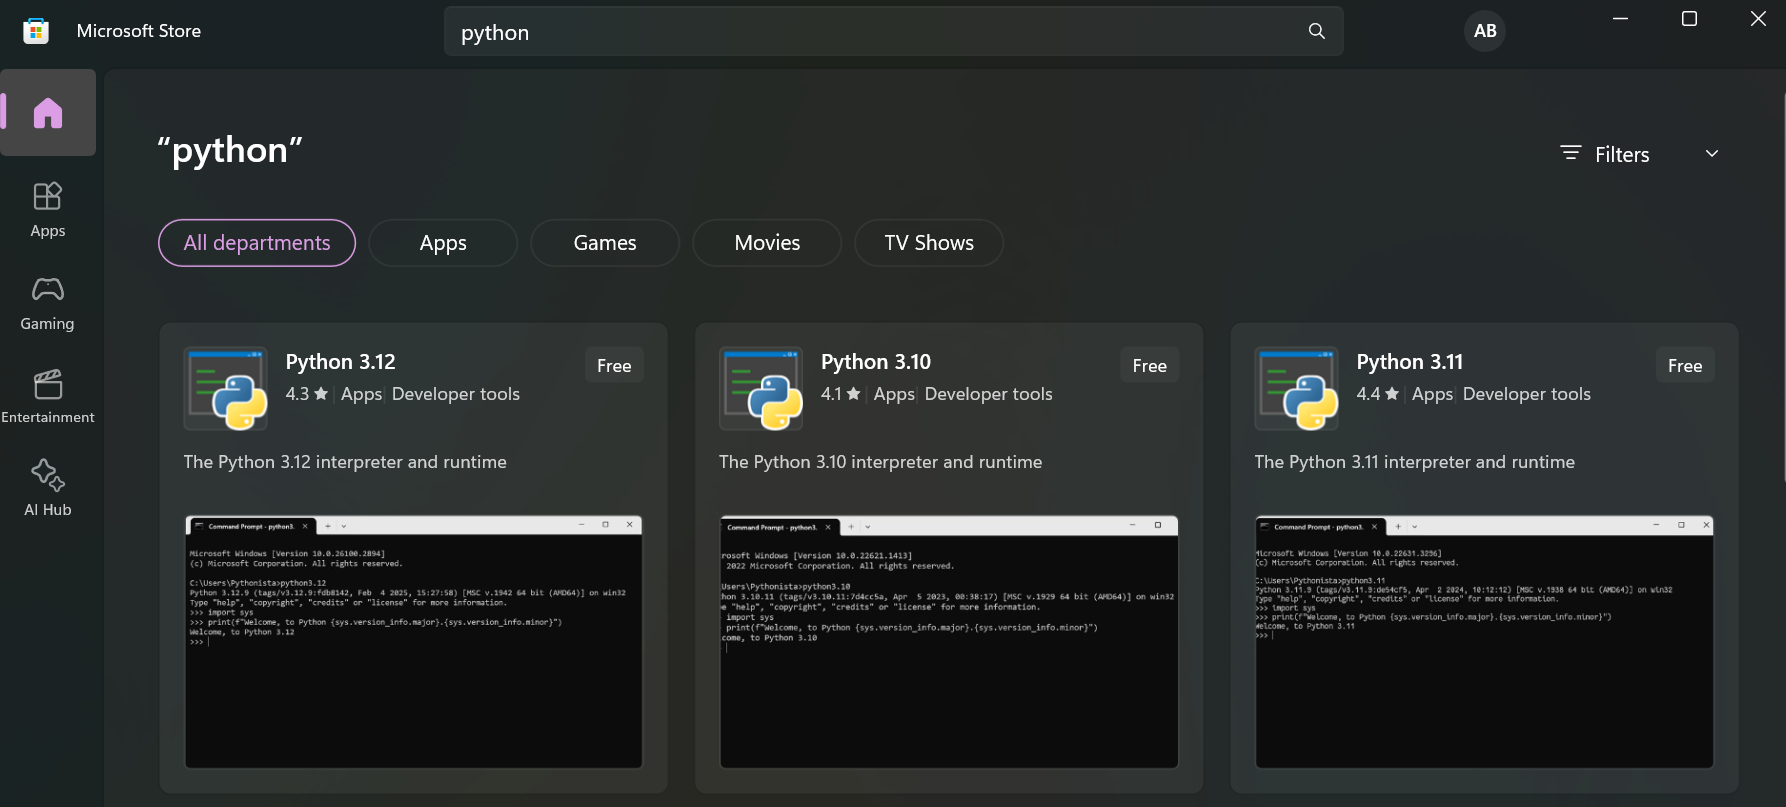 Microsoft Store
python
AB
Apps
Gaming
Entertainment
AI Hub
“python”
Filters
All departments
Apps
Games
Movies
TV Shows
Python 3.12
Free
4.3 ★ Apps Developer tools
The Python 3.12 interpreter and runtime
Command Prompt - python3.
Microsoft Windows [Version 10.0.26100.2894]
(c) Microsoft Corporation. All rights reserved.
C:\Users\Pythonista>python3.12
Python 3.12.9 (tags/v3.12.9:fdb8142, Feb 4 2025, 15:27:58) [MSC v.1942 64 bit (AMD64)] on win32
Type "help", "copyright", "credits" or "license" for more information.
>>> import sys
>>> print(f"Welcome, to Python {sys.version_info.major}.{sys.version_info.minor}")
Welcome, to Python 3.12
>>>
Python 3.10
Free
4.1 ★ Apps Developer tools
The Python 3.10 interpreter and runtime
Command Prompt - python3.
rosoft Windows [Version 10.0.22621.1413]
2022 Microsoft Corporation. All rights reserved.
Users\Pythonista>python3.10
hon 3.10.11 (tags/v3.10.11:7d4cc5a, Apr 5 2023, 00:38:17) [MSC v.1929 64 bit (AMD64)] on win32
e "help", "copyright", "credits" or "license" for more information.
import sys
print(f"Welcome, to Python {sys.version_info.major}.{sys.version_info.minor}")
come, to Python 3.10
Python 3.11
Free
4.4 ★ Apps Developer tools
The Python 3.11 interpreter and runtime
Command Prompt - python3.
Microsoft Windows [Version 10.0.22631.3296]
(c) Microsoft Corporation. All rights reserved.
C:\Users\Pythonista>python3.11
Python 3.11.9 (tags/v3.11.9:de54cf5, Apr 2 2024, 10:12:12) [MSC v.1938 64 bit (AMD64)] on win32
Type "help", "copyright", "credits" or "license" for more information.
>>> import sys
>>> print(f"Welcome, to Python {sys.version_info.major}.{sys.version_info.minor}")
Welcome, to Python 3.11
>>>